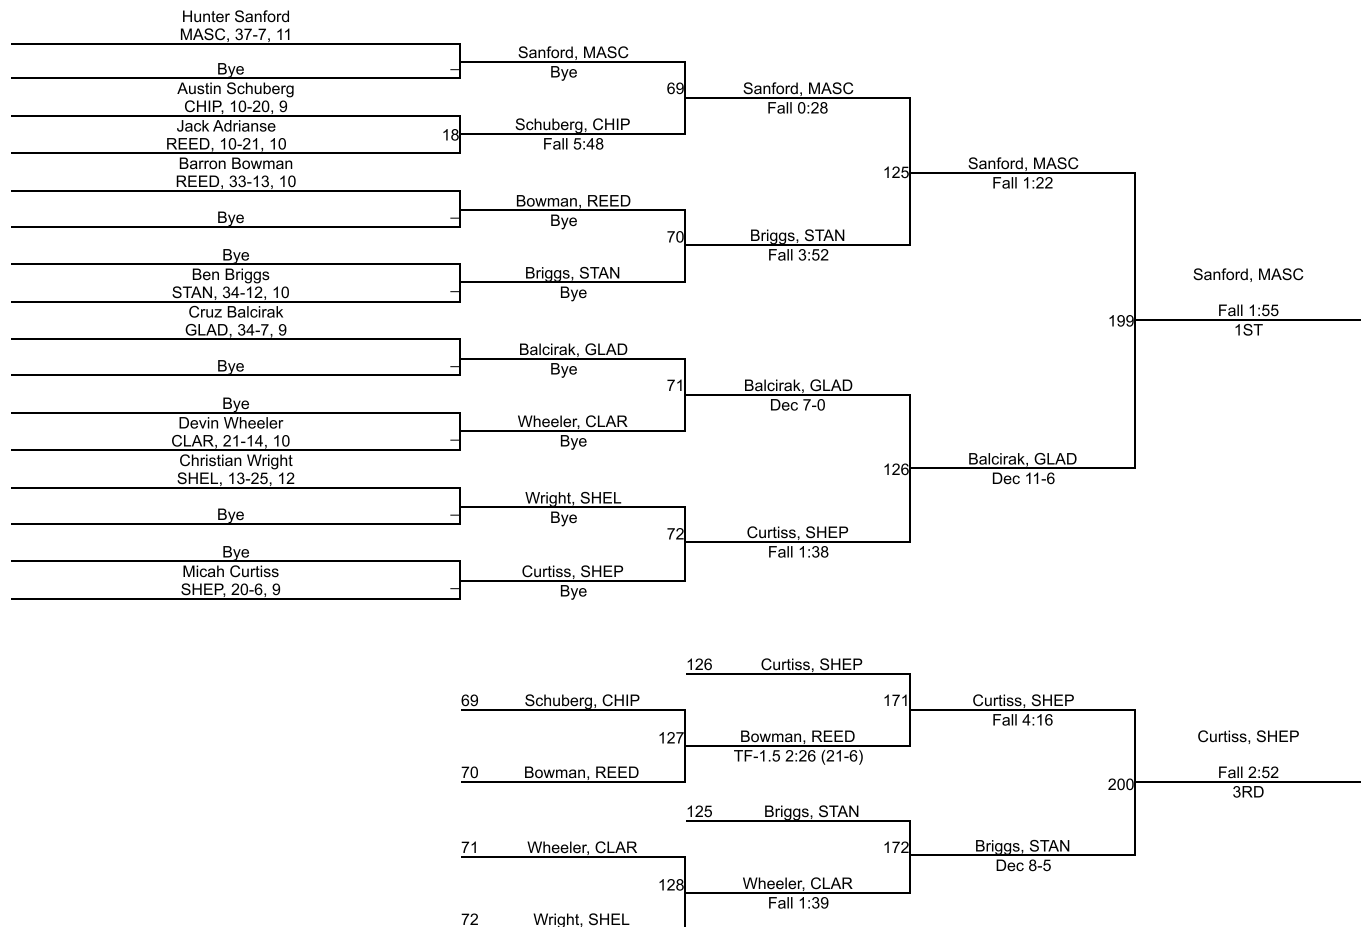 Hunter Sanford
MASC, 37-7, 11
Bye
Austin Schuberg
CHIP, 10-20, 9
Jack Adrianse
REED, 10-21, 10
18
Barron Bowman
REED, 33-13, 10
Bye
Bye
Ben Briggs
STAN, 34-12, 10
Cruz Balcirak
GLAD, 34-7, 9
Bye
Bye
Devin Wheeler
CLAR, 21-14, 10
Christian Wright
SHEL, 13-25, 12
Bye
Bye
Micah Curtiss
SHEP, 20-6, 9
Sanford, MASC
Bye
69
Schuberg, CHIP
Fall 5:48
Bowman, REED
Bye
70
Briggs, STAN
Bye
Balcirak, GLAD
Bye
71
Wheeler, CLAR
Bye
Wright, SHEL
Bye
72
Curtiss, SHEP
Bye
Sanford, MASC
Fall 0:28
125
Briggs, STAN
Fall 3:52
Balcirak, GLAD
Dec 7-0
126
Curtiss, SHEP
Fall 1:38
Sanford, MASC
Fall 1:22
199
Balcirak, GLAD
Dec 11-6
Sanford, MASC
Fall 1:55
1ST
69 Schuberg, CHIP
127
70 Bowman, REED
71 Wheeler, CLAR
128
72 Wright, SHEL
126 Curtiss, SHEP
171
Bowman, REED
TF-1.5 2:26 (21-6)
125 Briggs, STAN
172
Wheeler, CLAR
Fall 1:39
Curtiss, SHEP
Fall 4:16
200
Briggs, STAN
Dec 8-5
Curtiss, SHEP
Fall 2:52
3RD